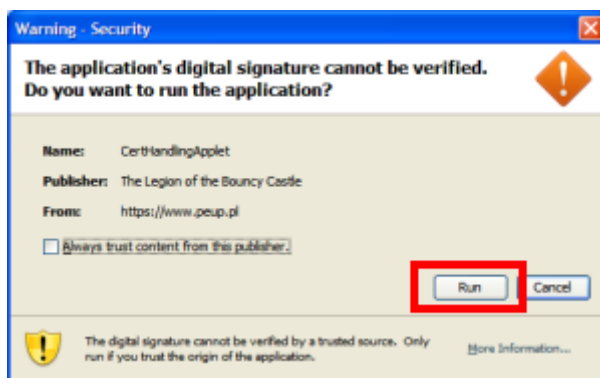 Warning - Security
The application's digital signature cannot be verified.
Do you want to run the application?
Name: CertHandlingApplet
Publisher: The Legion of the Bouncy Castle
From: https://www.peup.pl
Always trust content from this publisher.
Run Cancel
The digital signature cannot be verified by a trusted source. Only
run if you trust the origin of the application.
More Information...